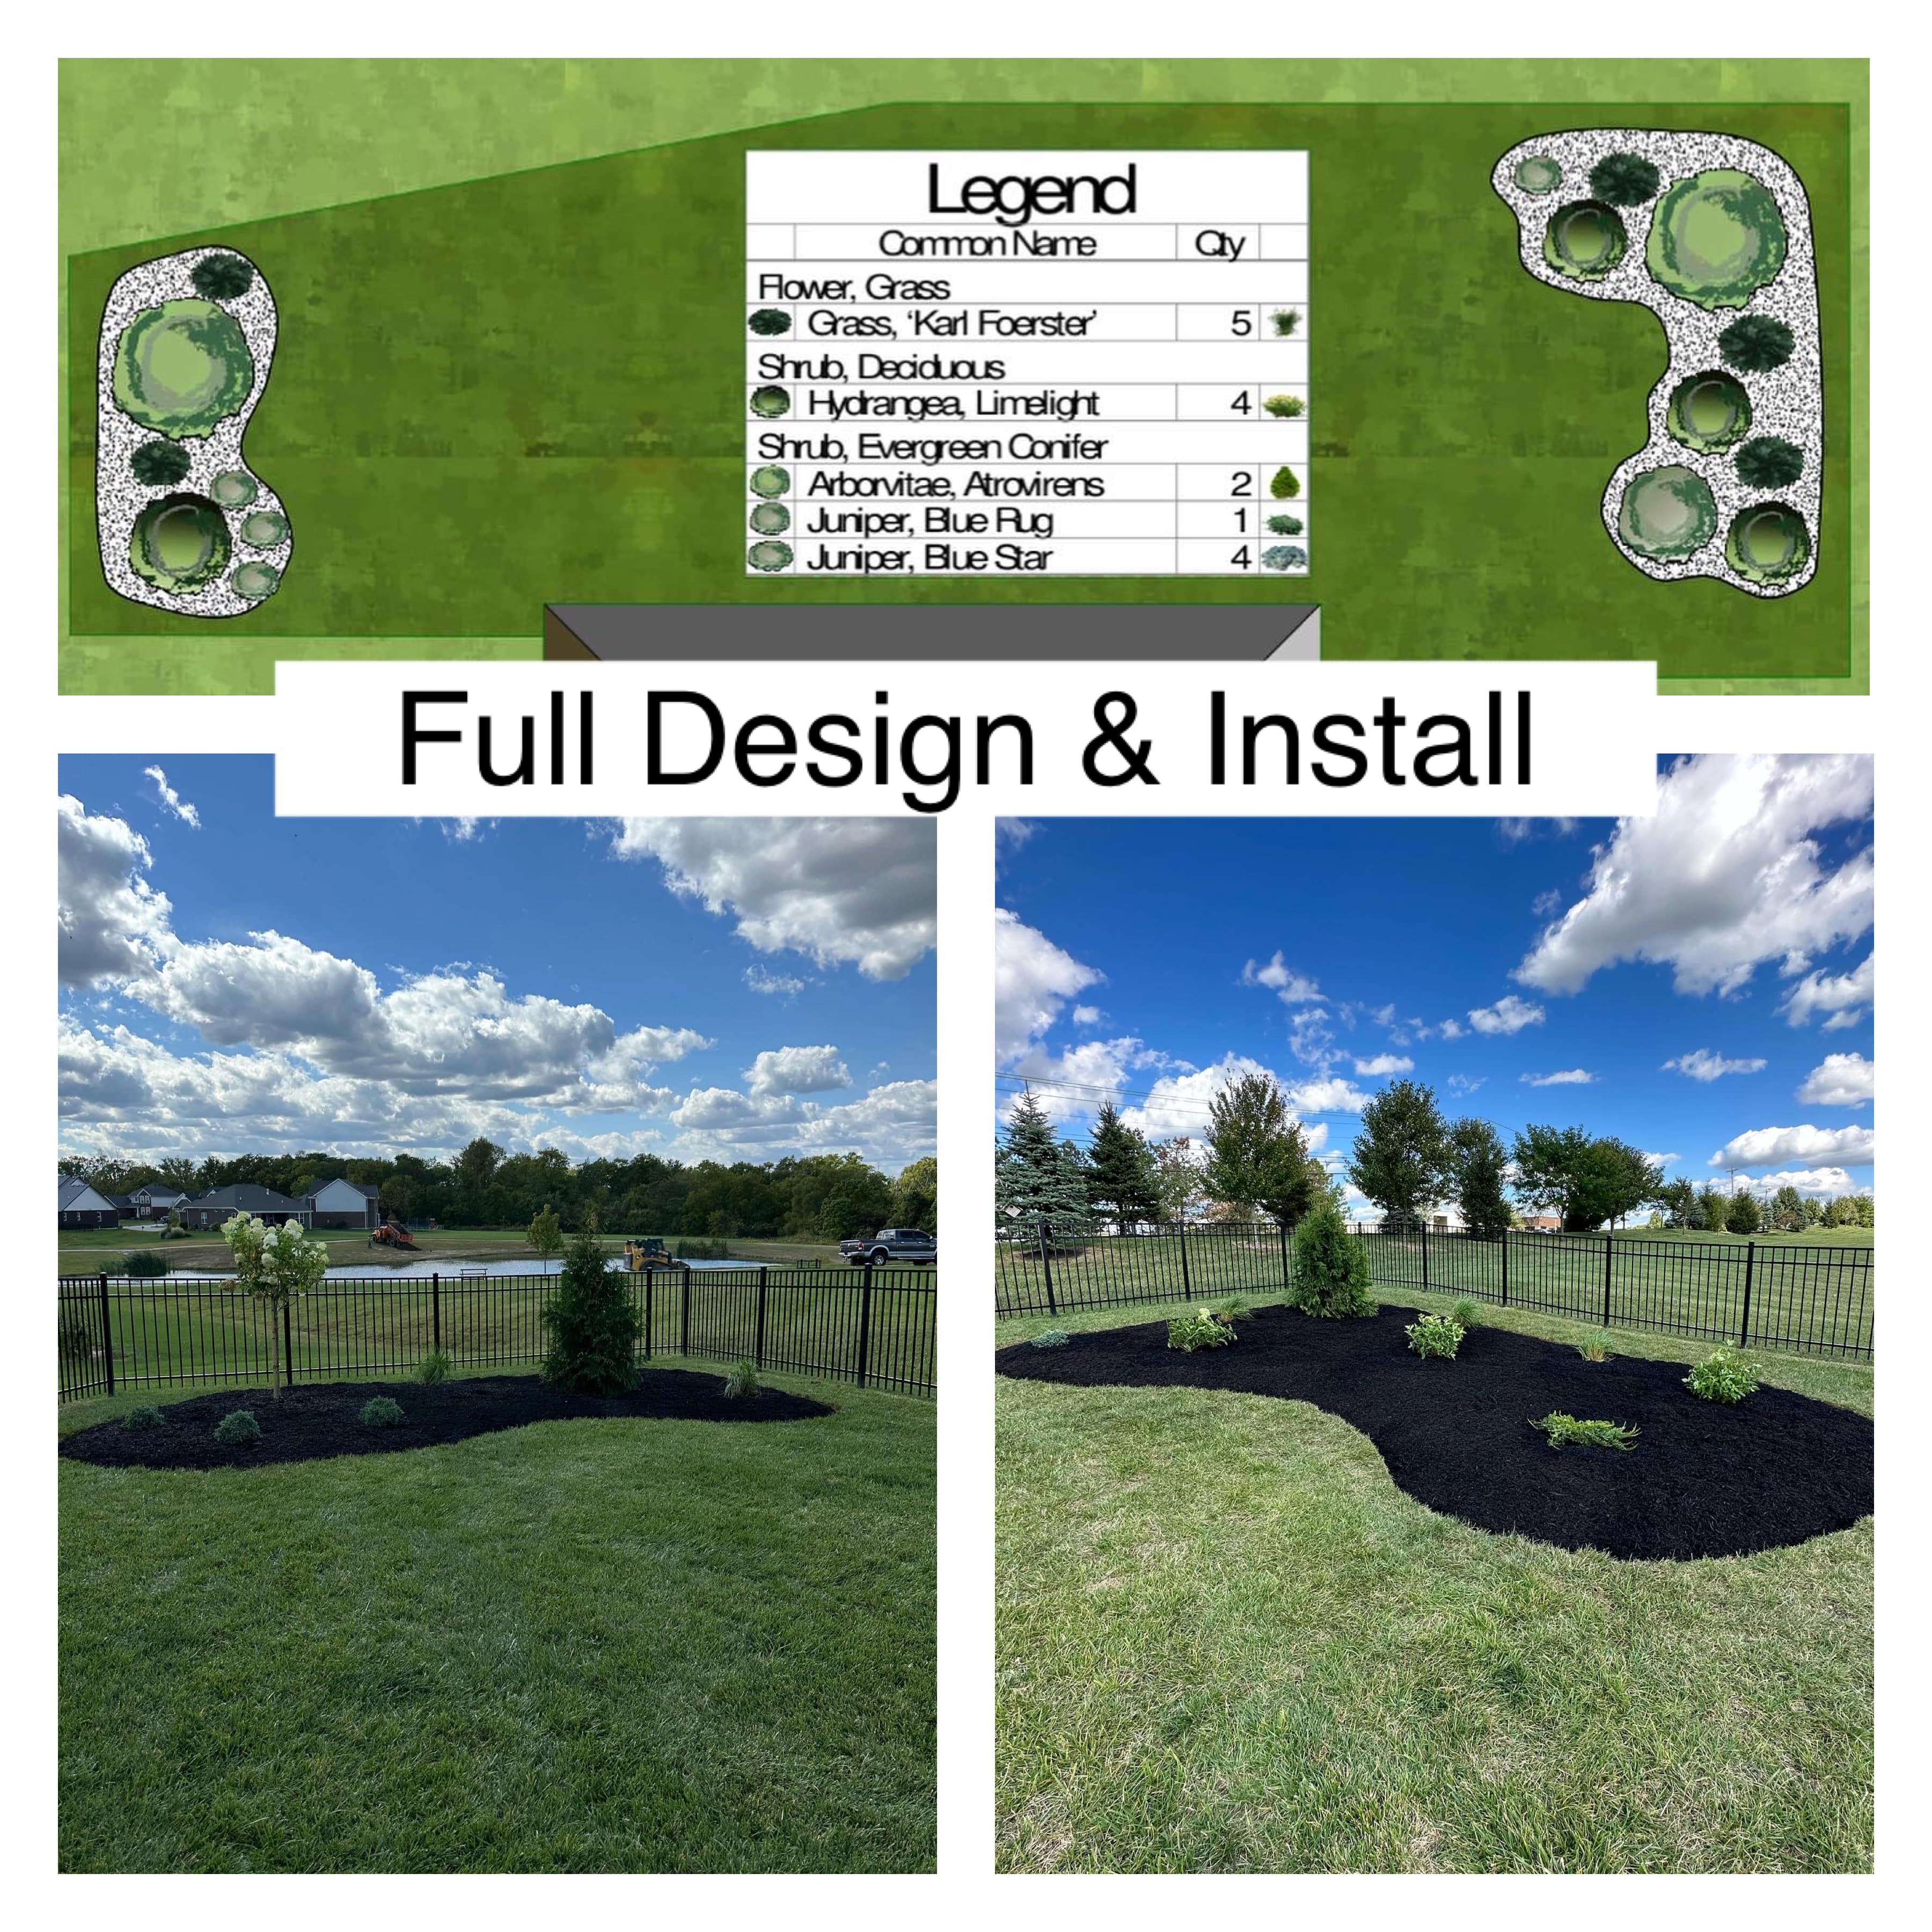 Legend
Common Name Qty
Flower, Grass
Grass, ‘Karl Foerster’ 5
Shrub, Deciduous
Hydrangea, Limelight 4
Shrub, Evergreen Conifer
Arborvitae, Atrovirens 2
Juniper, Blue Rug 1
Juniper, Blue Star 4
Full Design & Install